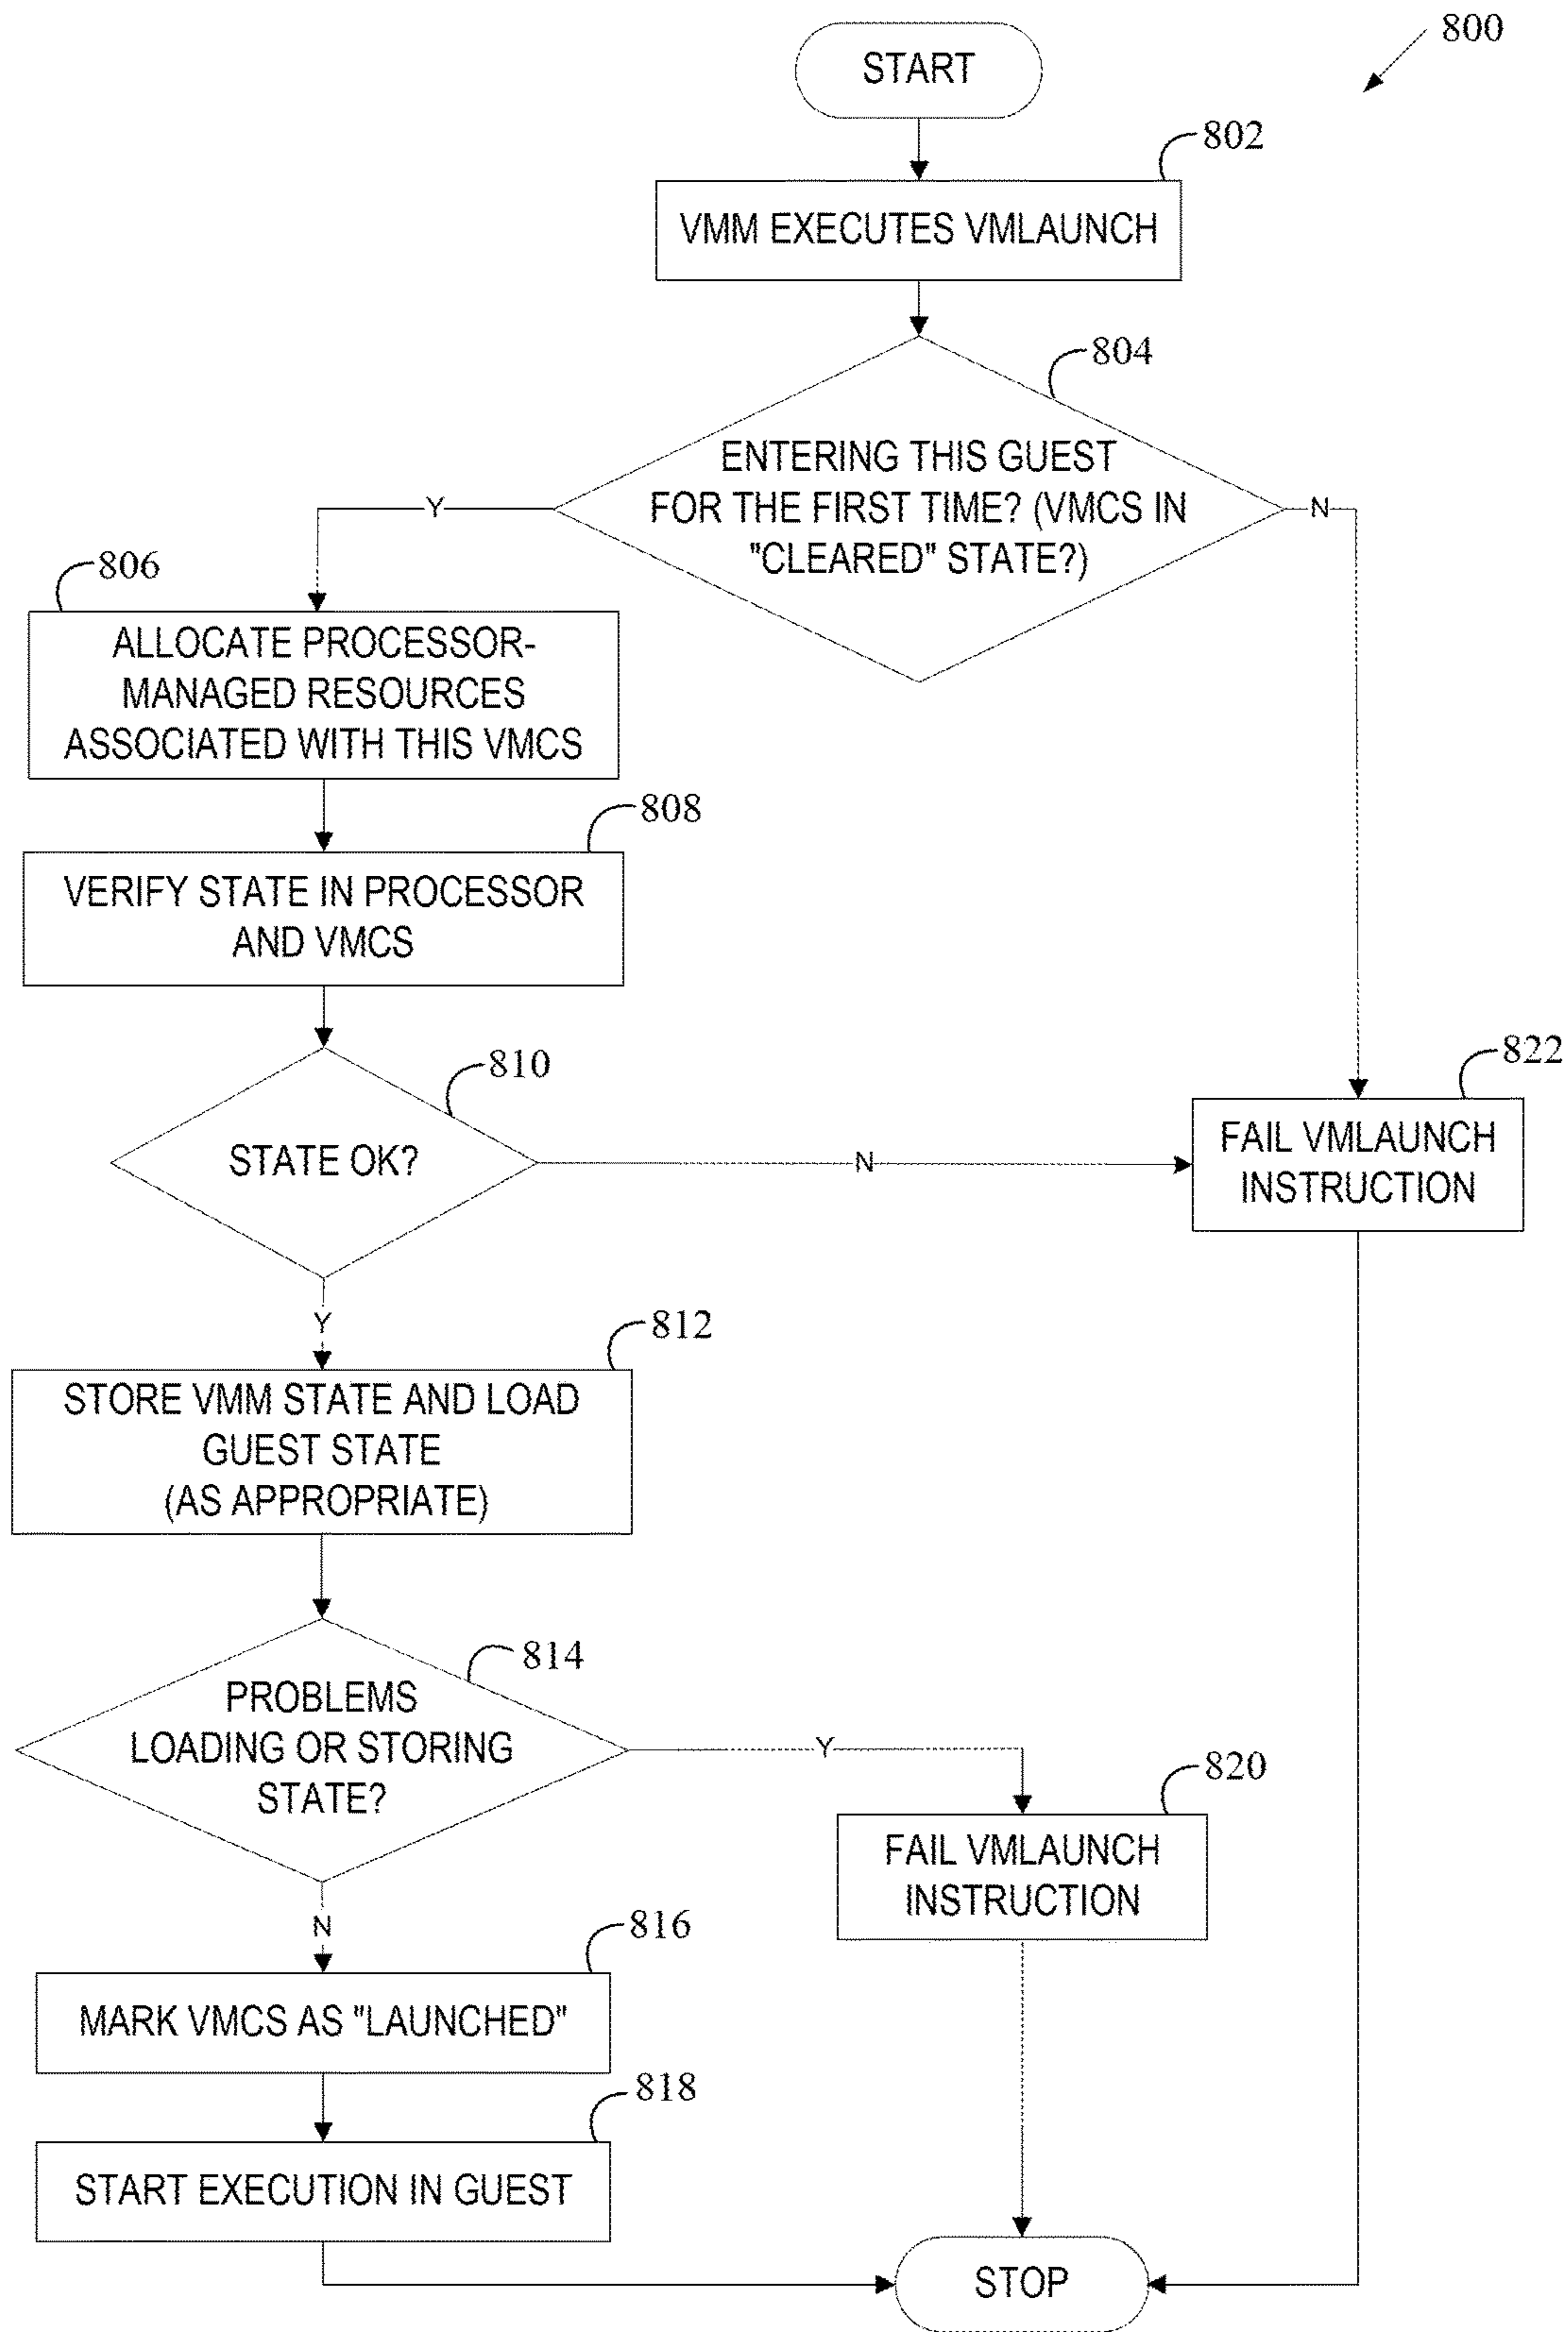 800
START
802
VMM EXECUTES VMLAUNCH
804
ENTERING THIS GUEST
FOR THE FIRST TIME? (VMCS IN
"CLEARED" STATE?)
Y
N
806
ALLOCATE PROCESSOR-
MANAGED RESOURCES
ASSOCIATED WITH THIS VMCS
808
VERIFY STATE IN PROCESSOR
AND VMCS
810
STATE OK?
N
822
FAIL VMLAUNCH
INSTRUCTION
Y
812
STORE VMM STATE AND LOAD
GUEST STATE
(AS APPROPRIATE)
814
PROBLEMS
LOADING OR STORING
STATE?
Y
820
FAIL VMLAUNCH
INSTRUCTION
N
816
MARK VMCS AS "LAUNCHED"
818
START EXECUTION IN GUEST
STOP